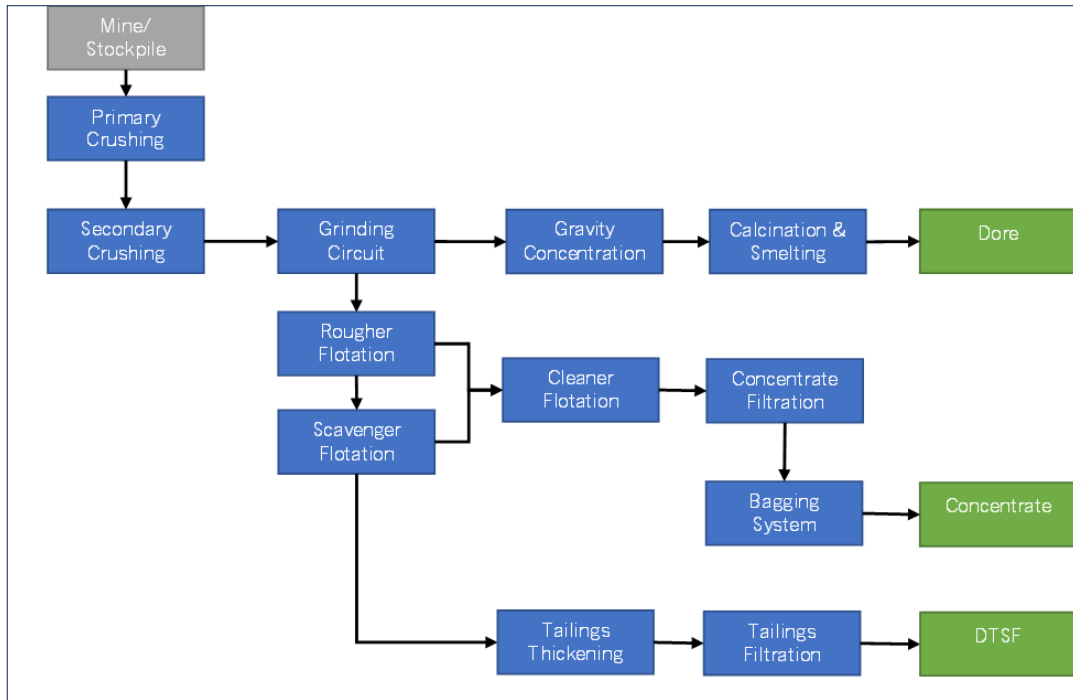 Mine/
Stockpile
Primary
Crushing
Secondary
Crushing
Grinding
Circuit
Gravity
Concentration
Calcination &
Smelting
Dore
Rougher
Flotation
Scavenger
Flotation
Cleaner
Flotation
Concentrate
Filtration
Bagging
System
Concentrate
Tailings
Thickening
Tailings
Filtration
DTSF